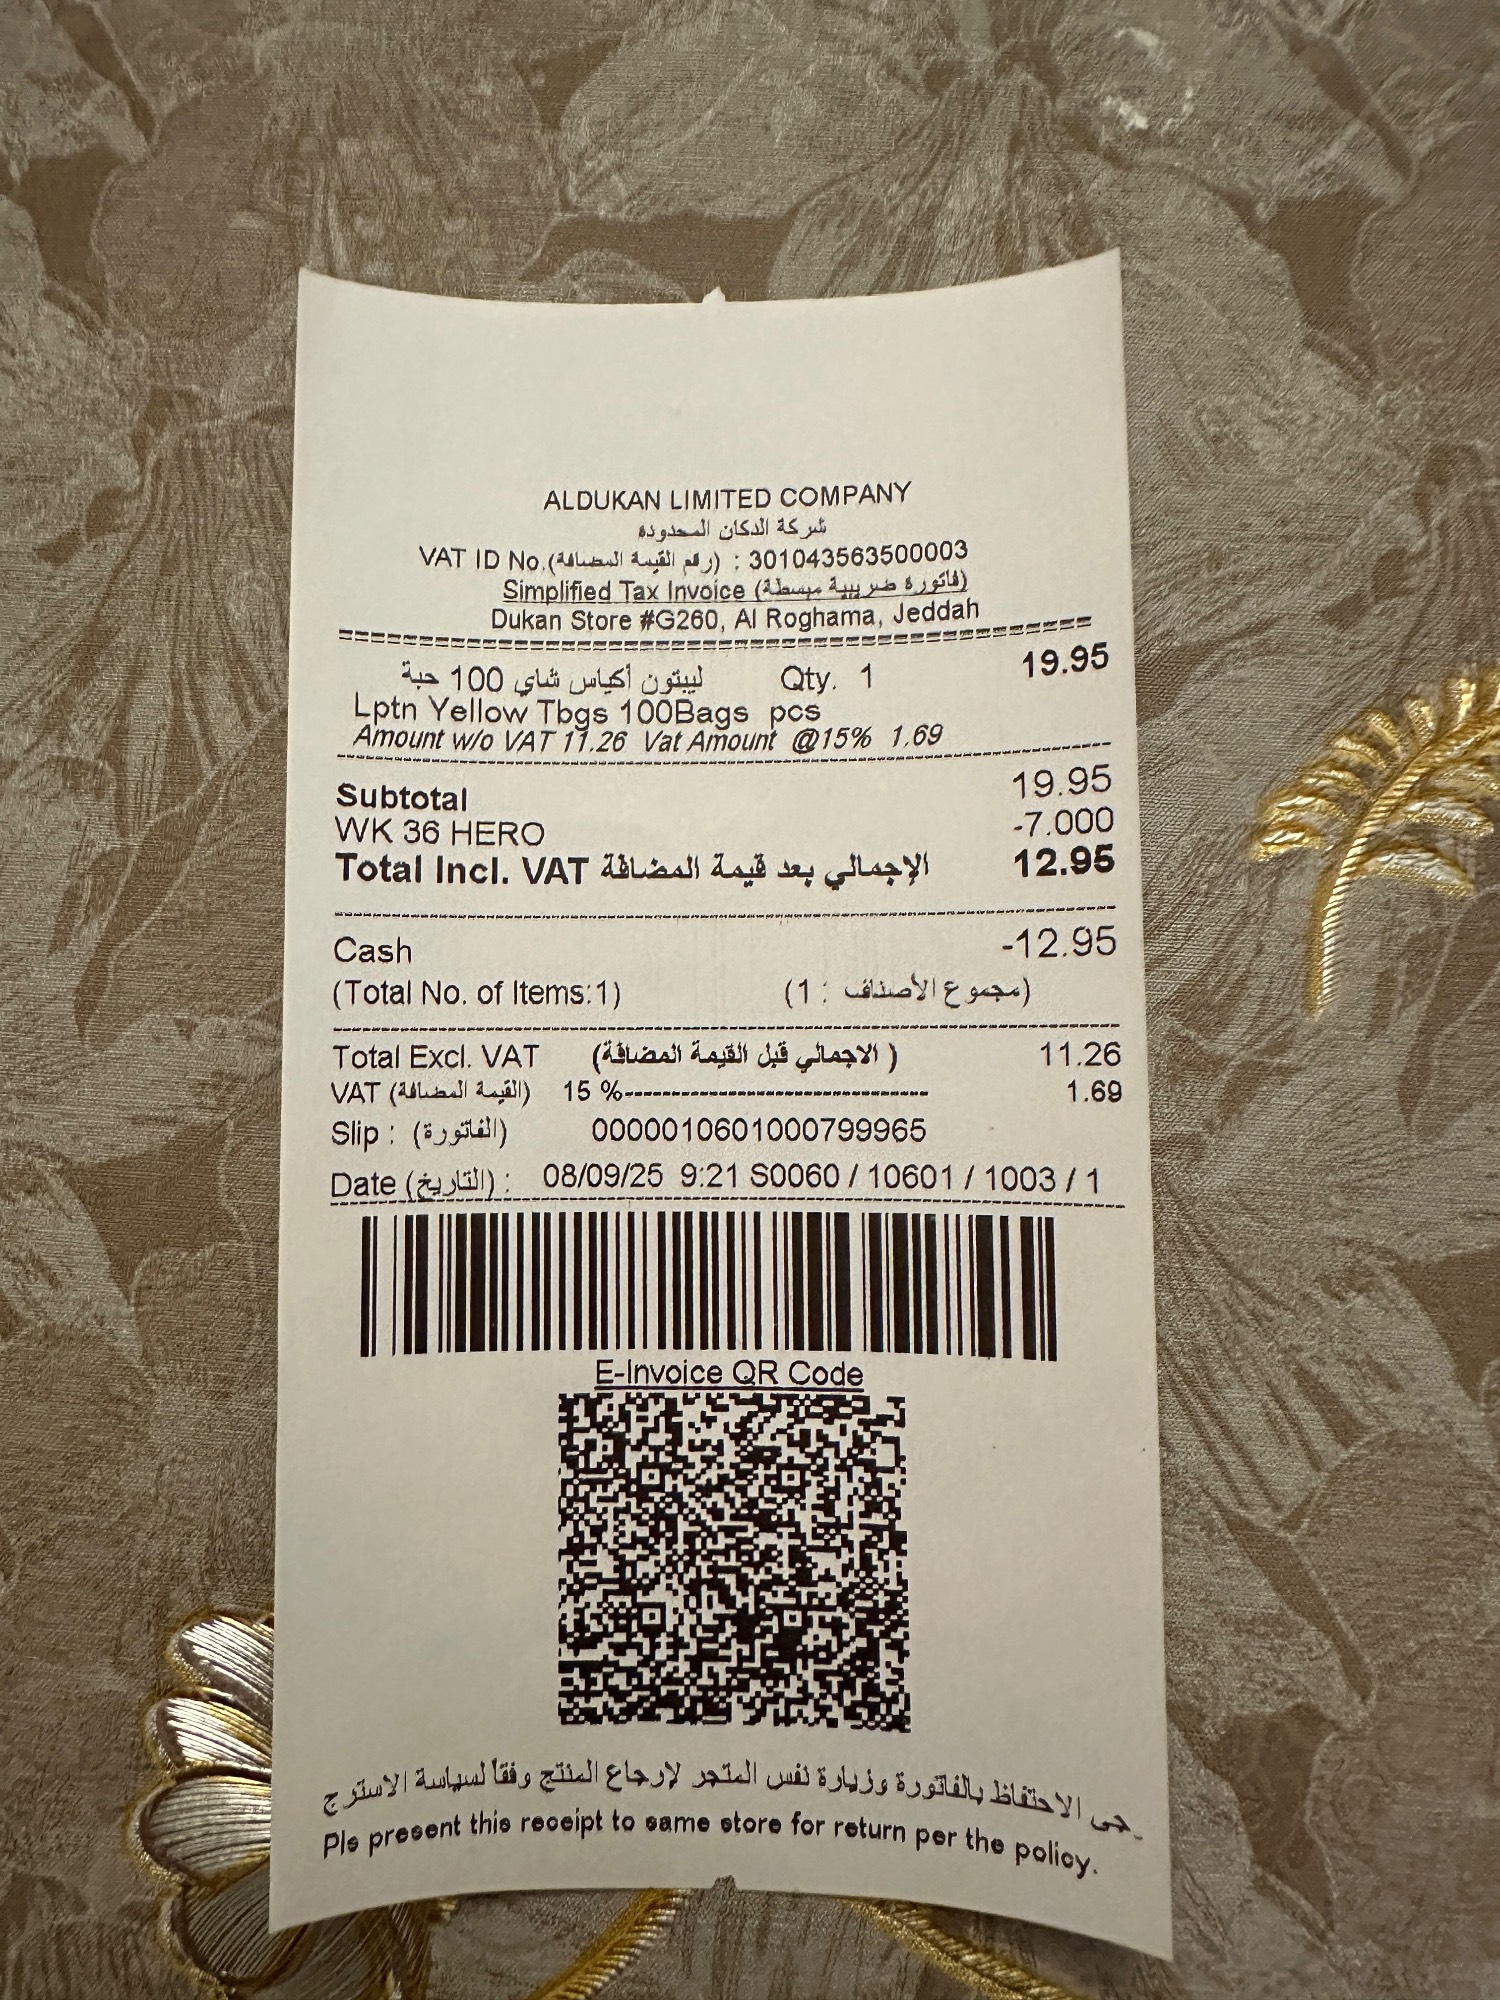 ALDUKAN LIMITED COMPANY
شركة الدكان المحدوده
VAT ID No.(رقم القيمة المضافة) : 301043563500003
Simplified Tax Invoice (فاتورة ضريبية مبسطة)
Dukan Store #G260, Al Roghama, Jeddah
ليبتون أكياس شاي 100 حبة Qty. 1 19.95
Lptn Yellow Tbgs 100Bags pcs
Amount w/o VAT 11.26 Vat Amount @15% 1.69
Subtotal 19.95
WK 36 HERO -7.000
Total Incl. VAT الإجمالي بعد قيمة المضافة 12.95
Cash -12.95
(Total No. of Items:1) (مجموع الأصناف : 1)
Total Excl. VAT (الاجمالي قبل القيمة المضافة) 11.26
VAT (القيمة المضافة) 15 %------------------------------ 1.69
Slip : (الفاتورة) 0000010601000799965
Date (التاريخ) : 08/09/25 9:21 S0060 / 10601 / 1003 / 1
E-Invoice QR Code
جى الاحتفاظ بالفاتورة وزيارة نفس المتجر لإرجاع المنتج وفقاً لسياسة الاسترج
Pls present this receipt to same store for return per the policy.